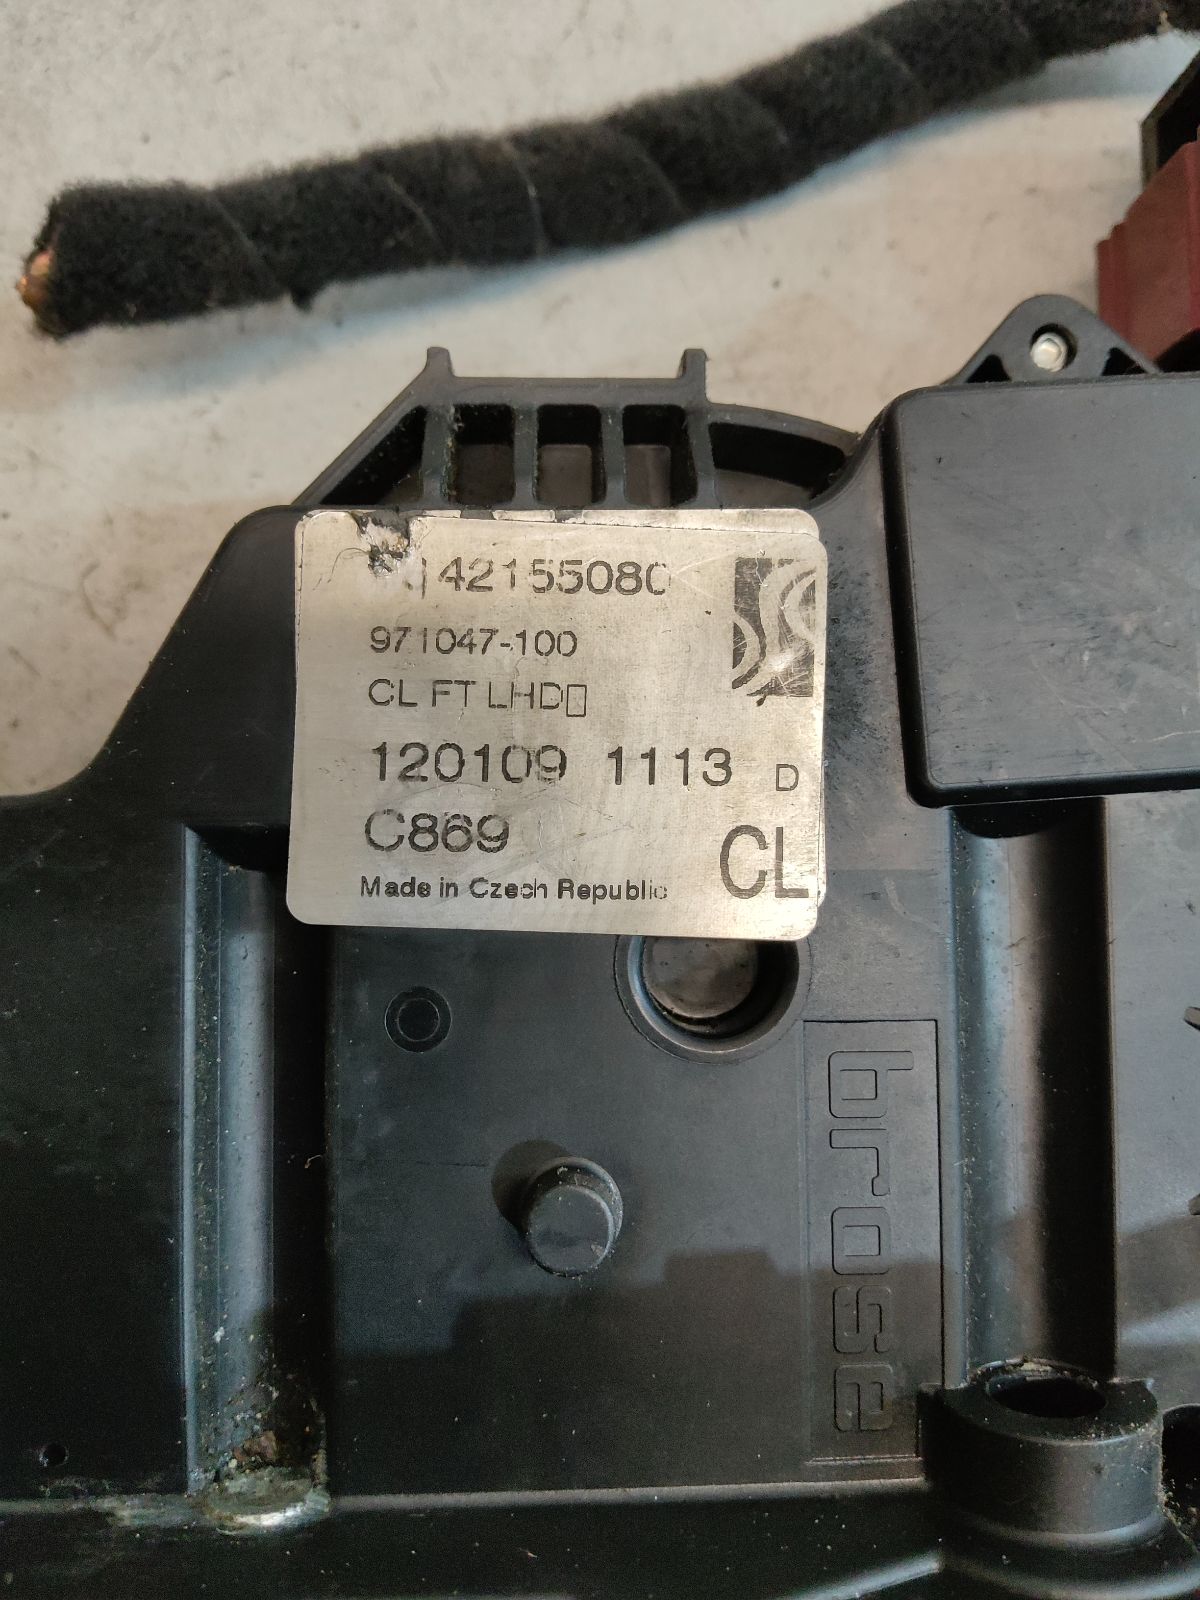 42155080
971047-100
CL FT LHD
120109 1113 D
C869
CL
Made in Czech Republic
brose